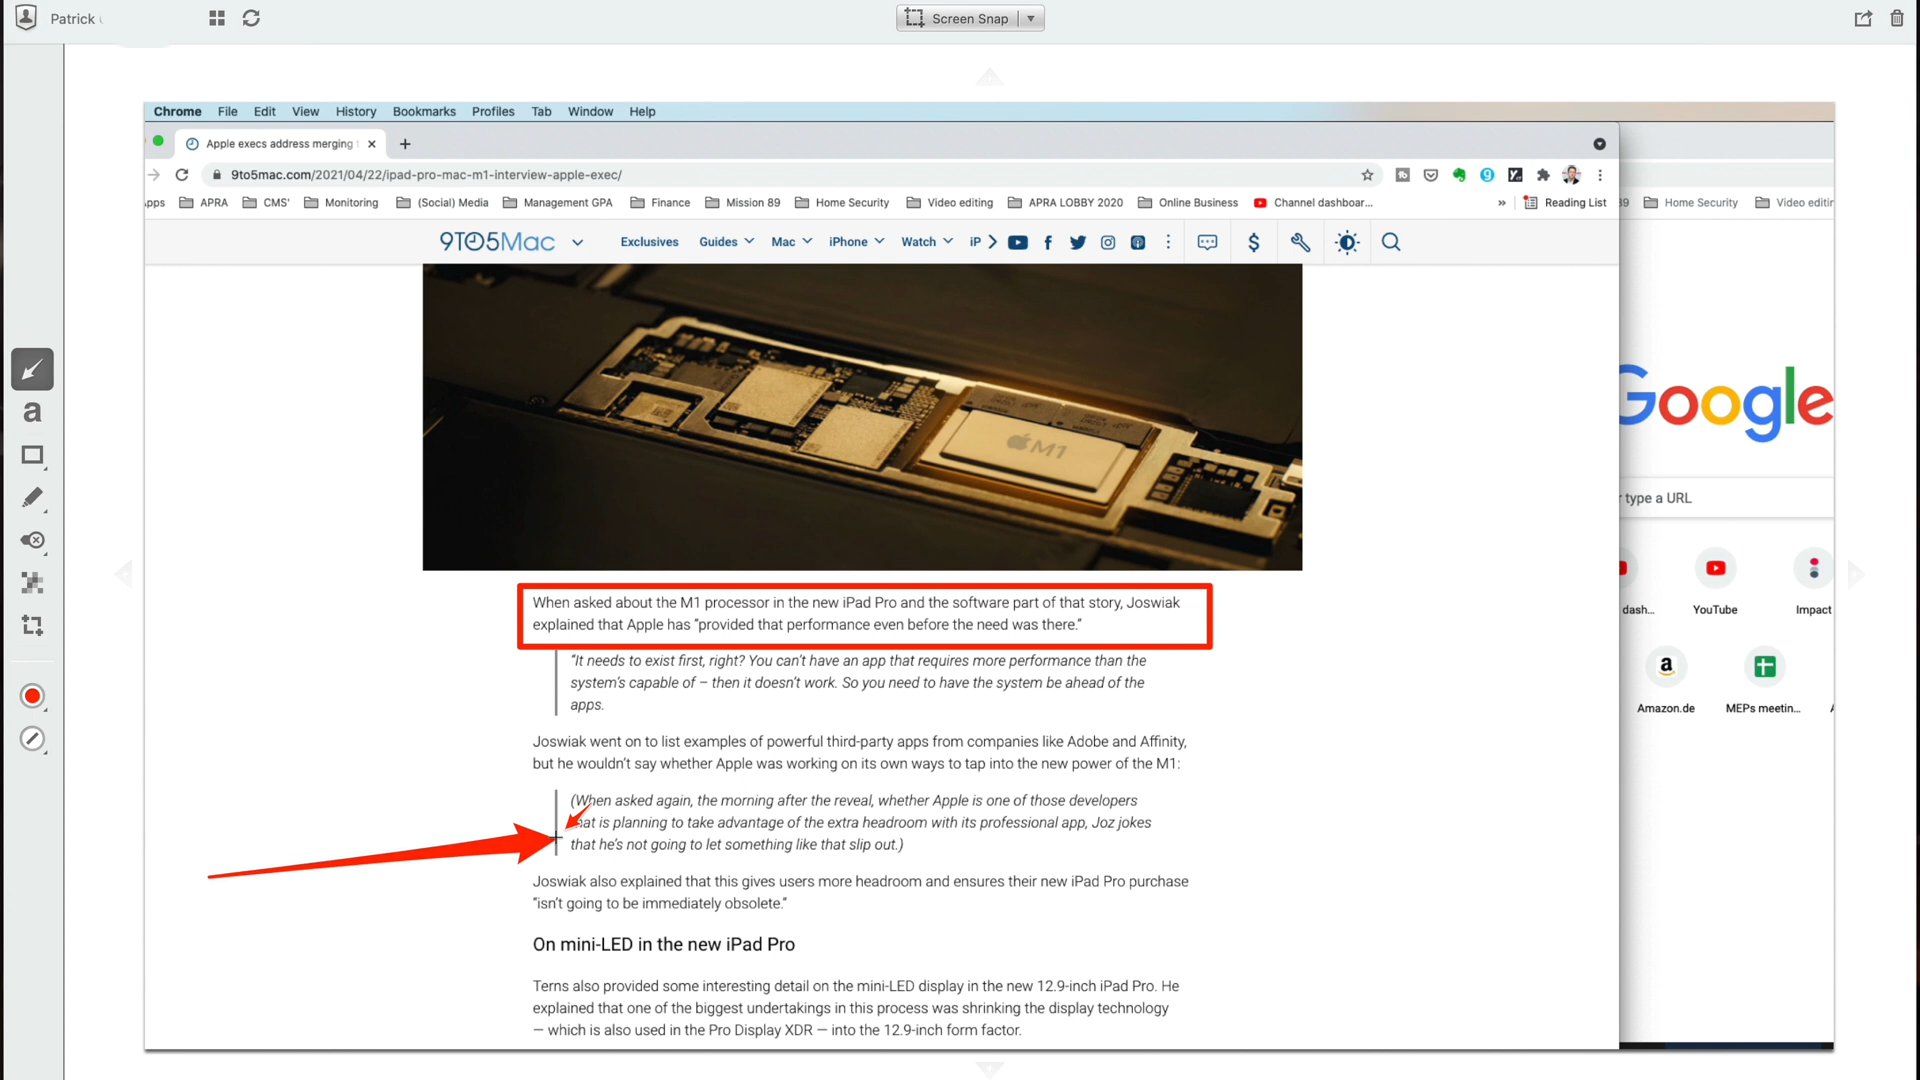 Patrick
Screen Snap
Chrome File Edit View History Bookmarks Profiles Tab Window Help
Apple execs address merging
9to5mac.com/2021/04/22/ipad-pro-mac-m1-interview-apple-exec/
pps APRA CMS' Monitoring (Social) Media Management GPA Finance Mission 89 Home Security Video editing APRA LOBBY 2020 Online Business Channel dashboar... » Reading List 39 Home Security Video editir
9TO5Mac Exclusives Guides Mac iPhone Watch iP
M1
Google
r type a URL
dash... YouTube Impact
Amazon.de MEPs meetin...
When asked about the M1 processor in the new iPad Pro and the software part of that story, Joswiak
explained that Apple has “provided that performance even before the need was there.”
“It needs to exist first, right? You can’t have an app that requires more performance than the
system’s capable of – then it doesn’t work. So you need to have the system be ahead of the
apps.
Joswiak went on to list examples of powerful third-party apps from companies like Adobe and Affinity,
but he wouldn’t say whether Apple was working on its own ways to tap into the new power of the M1:
(When asked again, the morning after the reveal, whether Apple is one of those developers
hat is planning to take advantage of the extra headroom with its professional app, Joz jokes
that he’s not going to let something like that slip out.)
Joswiak also explained that this gives users more headroom and ensures their new iPad Pro purchase
“isn’t going to be immediately obsolete.”
On mini-LED in the new iPad Pro
Terns also provided some interesting detail on the mini-LED display in the new 12.9-inch iPad Pro. He
explained that one of the biggest undertakings in this process was shrinking the display technology
— which is also used in the Pro Display XDR — into the 12.9-inch form factor.